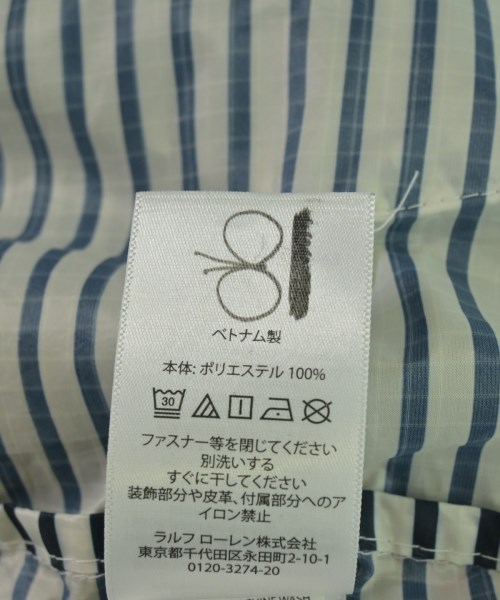 ベトナム製
本体: ポリエステル 100%
30
ファスナー等を閉じてください
別洗いする
すぐに干してください
装飾部分や皮革、付属部分へのア
イロン禁止
ラルフ ローレン株式会社
東京都千代田区永田町2-10-1
0120-3274-20